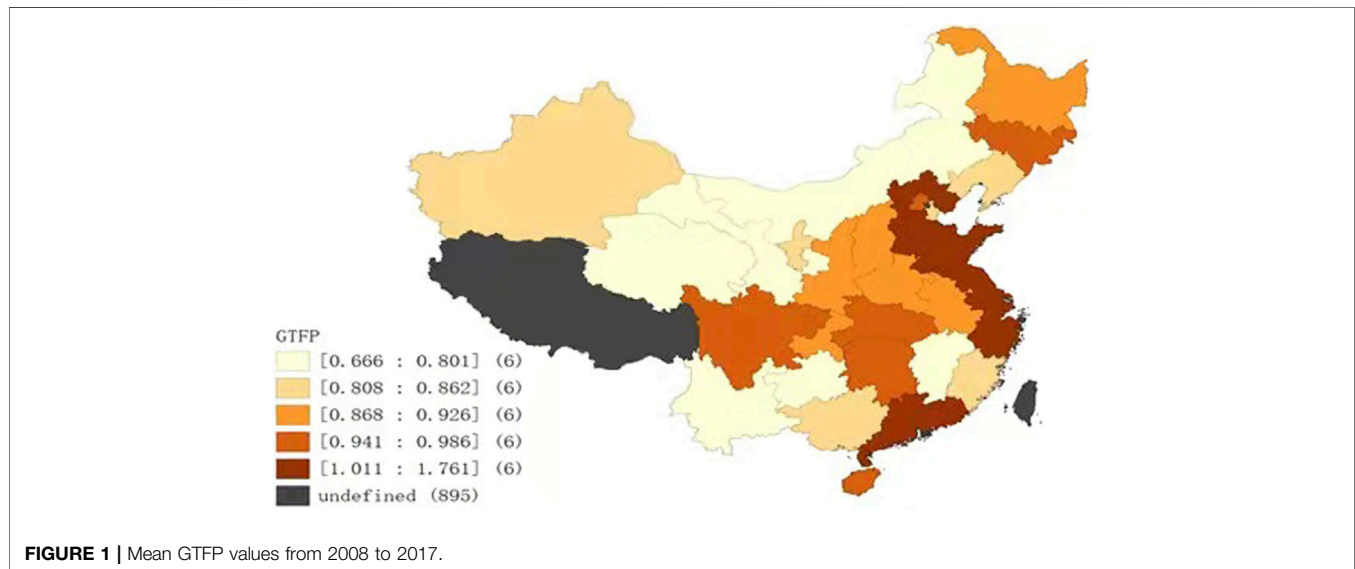 GTFP
[0.666 : 0.801] (6)
[0.808 : 0.862] (6)
[0.868 : 0.926] (6)
[0.941 : 0.986] (6)
[1.011 : 1.761] (6)
undefined (895)
FIGURE 1 | Mean GTFP values from 2008 to 2017.